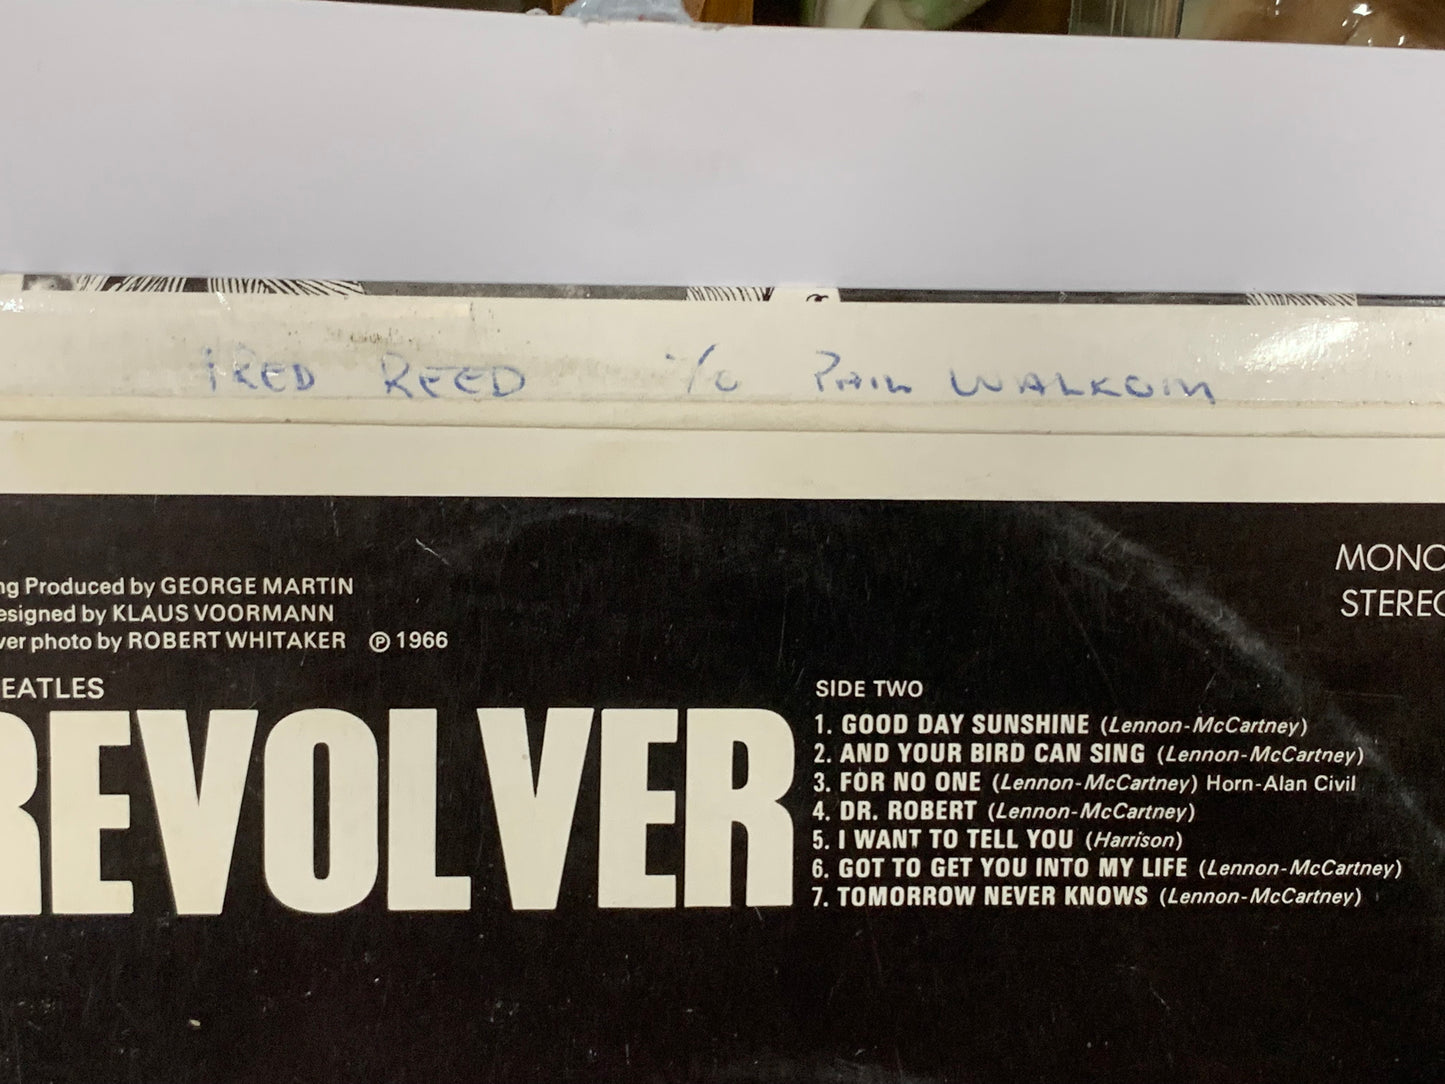 FRED REED c/o PHIL WALKOM
ng Produced by GEORGE MARTIN
esigned by KLAUS VOORMANN
ver photo by ROBERT WHITAKER ℗ 1966
MONO
STEREO
EATLES
REVOLVER
SIDE TWO
1. GOOD DAY SUNSHINE (Lennon-McCartney)
2. AND YOUR BIRD CAN SING (Lennon-McCartney)
3. FOR NO ONE (Lennon-McCartney) Horn-Alan Civil
4. DR. ROBERT (Lennon-McCartney)
5. I WANT TO TELL YOU (Harrison)
6. GOT TO GET YOU INTO MY LIFE (Lennon-McCartney)
7. TOMORROW NEVER KNOWS (Lennon-McCartney)